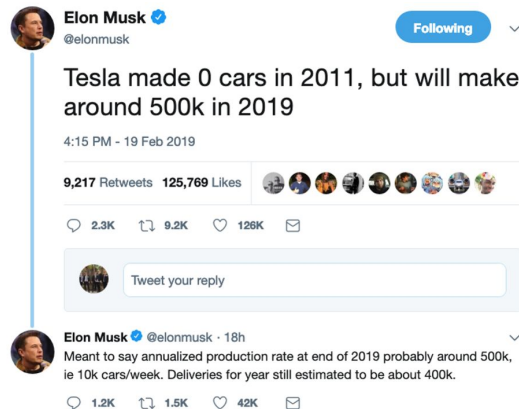 Elon Musk
@elonmusk
Following
Tesla made 0 cars in 2011, but will make
around 500k in 2019
4:15 PM - 19 Feb 2019
9,217 Retweets 125,769 Likes
2.3K 9.2K 126K
Tweet your reply
Elon Musk @elonmusk · 18h
Meant to say annualized production rate at end of 2019 probably around 500k,
ie 10k cars/week. Deliveries for year still estimated to be about 400k.
1.2K 1.5K 42K